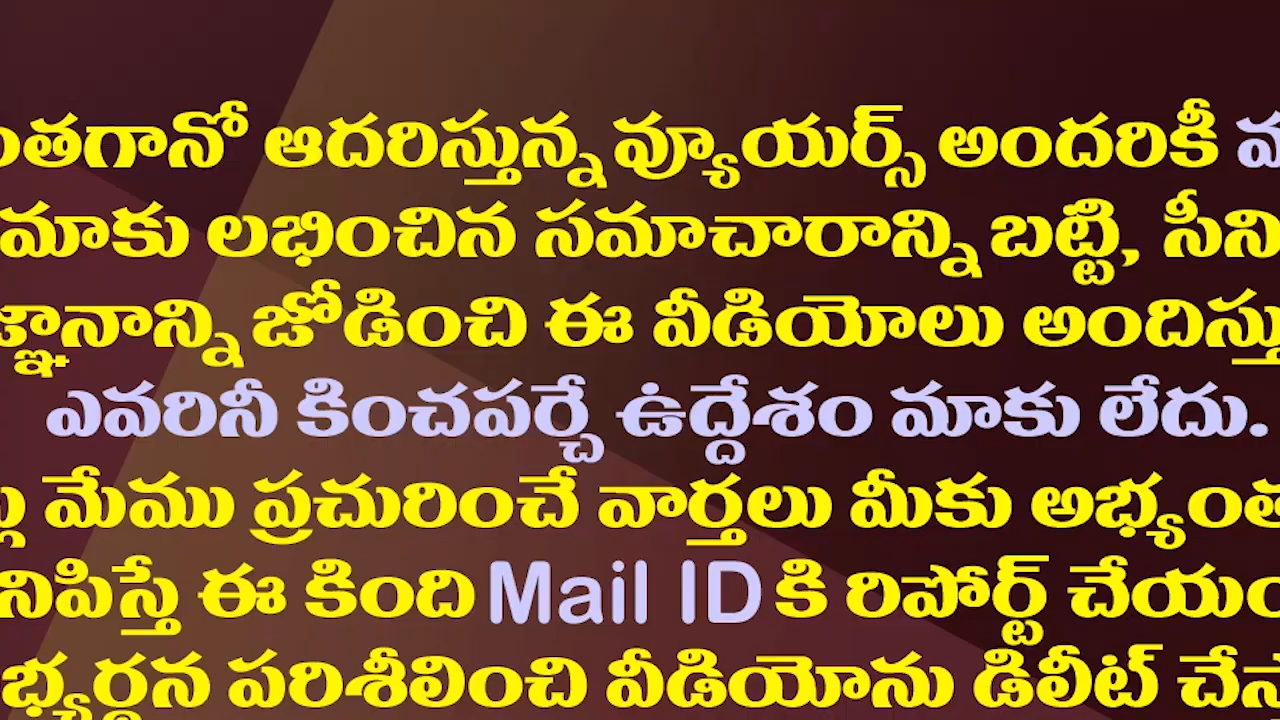 ఆదరిస్తున్న వ్యూయర్స్ అందరికీ
మాకు లభించిన సమాచారాన్ని బట్టి,
జోడించి ఈ వీడియోలు
ఎవరినీ కించపర్చే ఉద్దేశం మాకు లేదు.
మేము ప్రచురించే వార్తలు మీకు
ఈ కింది Mail ID కి రిపోర్ట్
పరిశీలించి వీడియోను డిలీట్